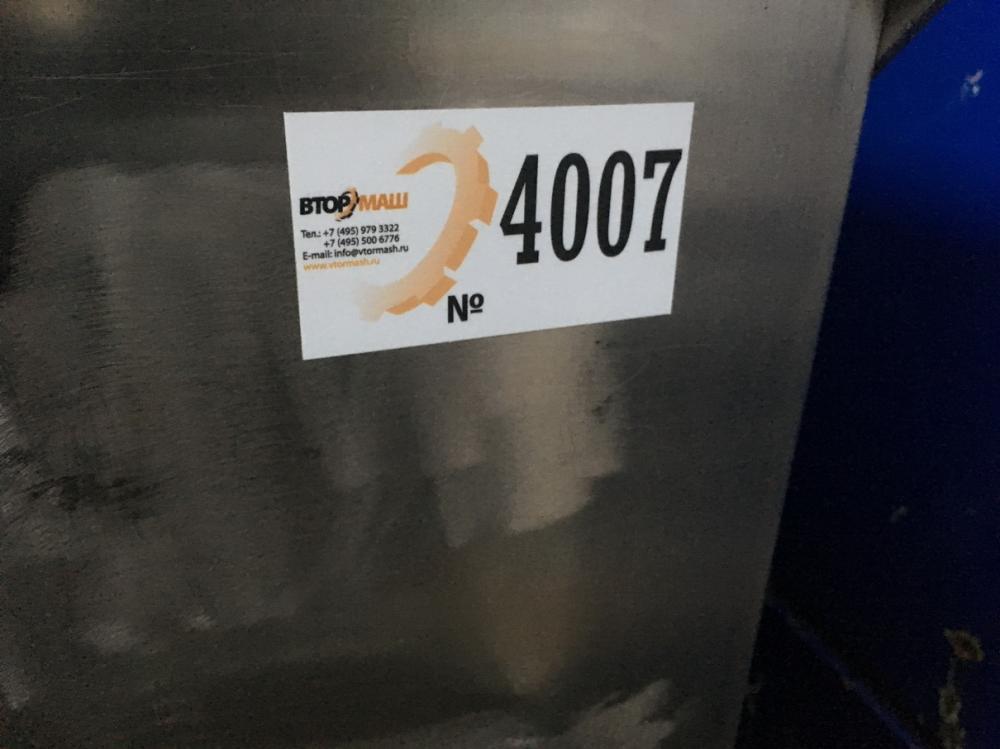 ВТОРМАШ
Тел.: +7 (495) 979 3322
+7 (495) 500 6776
E-mail: info@vtormash.ru
www.vtormash.ru
№
4007